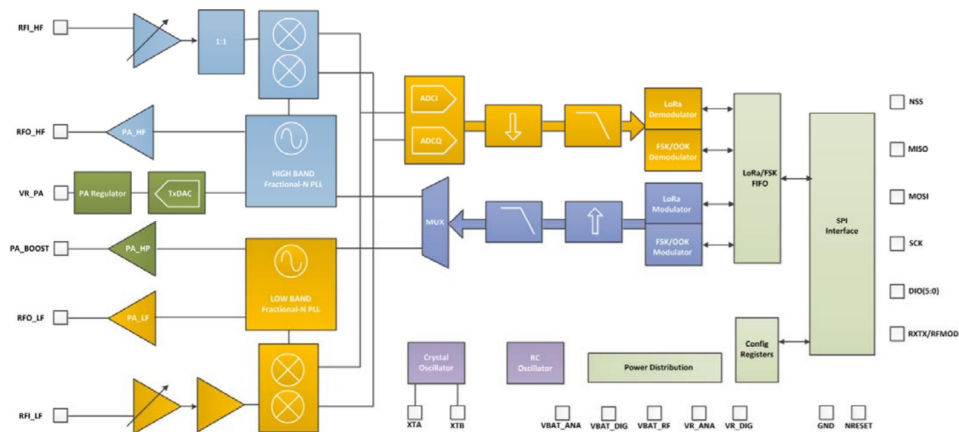 RFI_HF
1:1
RFO_HF
PA_HF
HIGH BAND
Fractional-N PLL
VR_PA
PA Regulator
TxDAC
PA_BOOST
PA_HP
LOW BAND
Fractional-N PLL
RFO_LF
PA_LF
RFI_LF
ADCI
ADCQ
MUX
LoRa
Demodulator
FSK/OOK
Demodulator
LoRa
Modulator
FSK/OOK
Modulator
LoRa/FSK
FIFO
SPI
Interface
Config
Registers
Crystal
Oscillator
RC
Oscillator
Power Distribution
XTA
XTB
VBAT_ANA
VBAT_DIG
VBAT_RF
VR_ANA
VR_DIG
GND
NRESET
NSS
MISO
MOSI
SCK
DIO(5:0)
RXTX/RFMOD